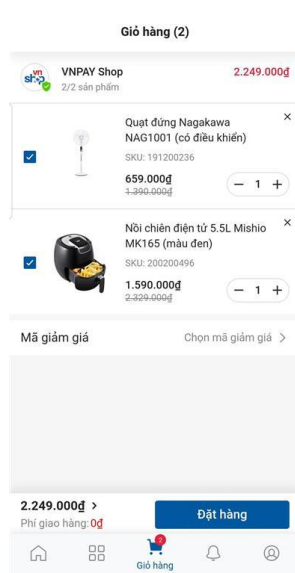 Giỏ hàng (2)
vn
shop
VNPAY Shop
2.249.000₫
2/2 sản phẩm
Quạt đứng Nagakawa
NAG1001 (có điều khiển)
SKU: 191200236
659.000₫
1.390.000₫
1
Nồi chiên điện tử 5.5L Mishio
MK165 (màu đen)
SKU: 200200496
1.590.000₫
2.329.000₫
1
Mã giảm giá
Chọn mã giảm giá
2.249.000₫
Phí giao hàng: 0₫
Đặt hàng
2
Giỏ hàng